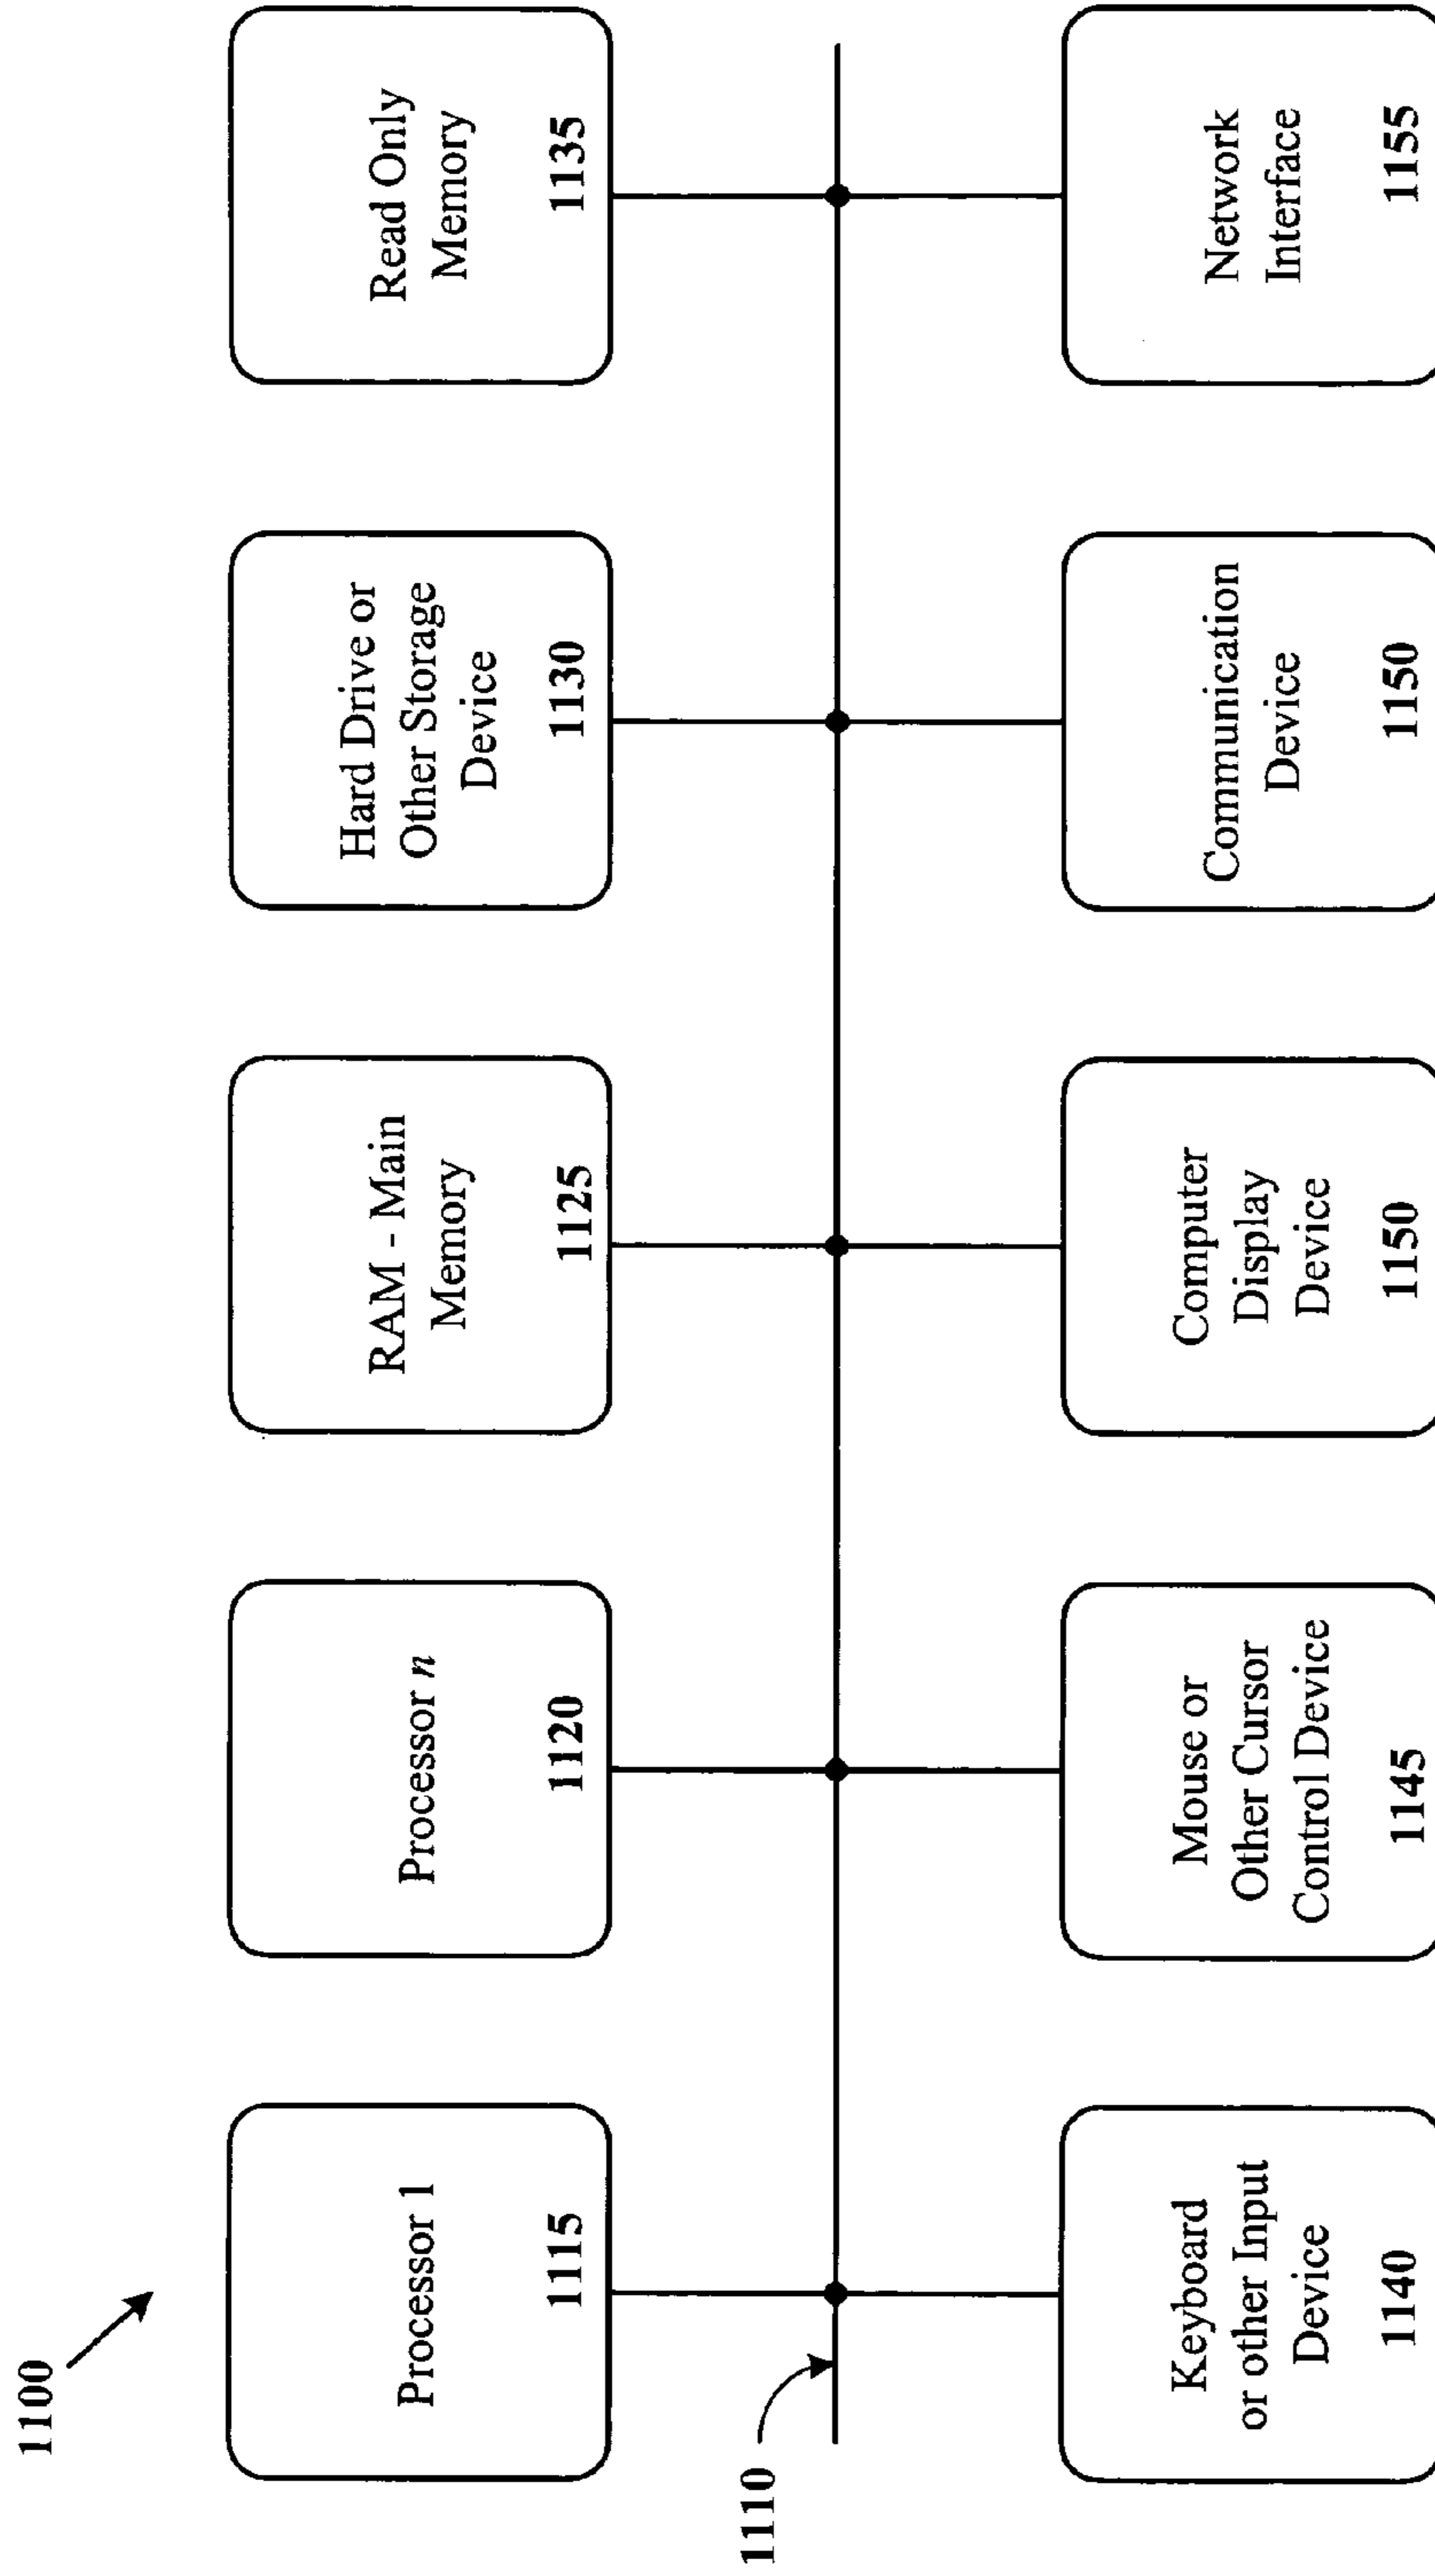 1100
Processor 1
1115
Processor n
1120
RAM - Main
Memory
1125
Hard Drive or
Other Storage
Device
1130
Read Only
Memory
1135
1110
Keyboard
or other Input
Device
1140
Mouse or
Other Cursor
Control Device
1145
Computer
Display
Device
1150
Communication
Device
1150
Network
Interface
1155